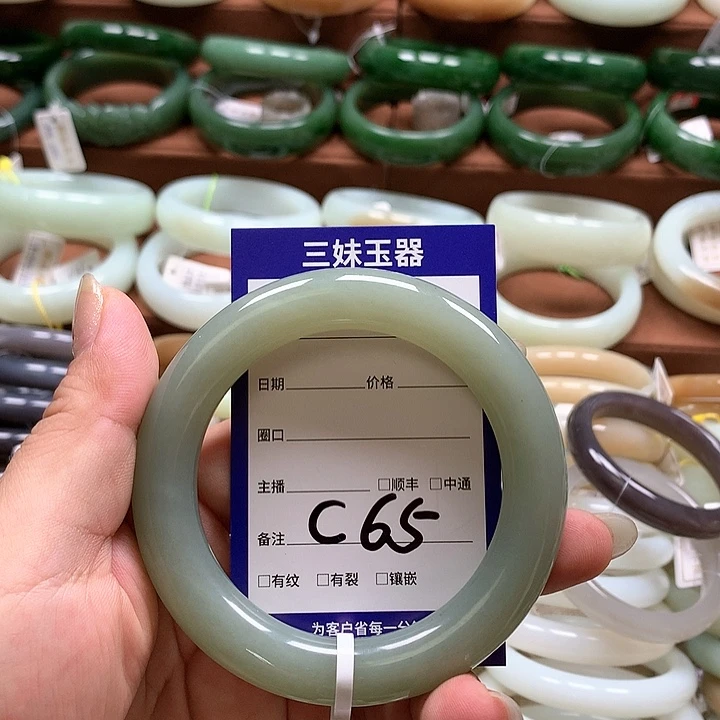 三妹玉器
日期 价格
圈口
主播 □顺丰 □中通
备注 C65
□有纹 □有裂 □镶嵌
为客户省每一分